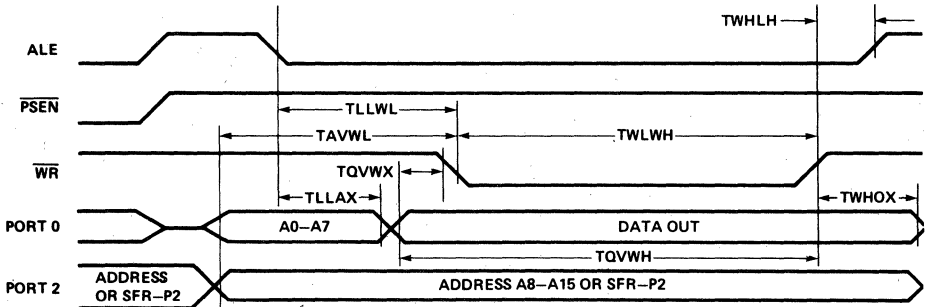 TWHLH
ALE
PSEN
TLLWL
TAVWL
TWLWH
WR
TQVWX
TLLAX
TWHOX
PORT 0
A0–A7
DATA OUT
TQVWH
PORT 2
ADDRESS
OR SFR–P2
ADDRESS A8–A15 OR SFR–P2